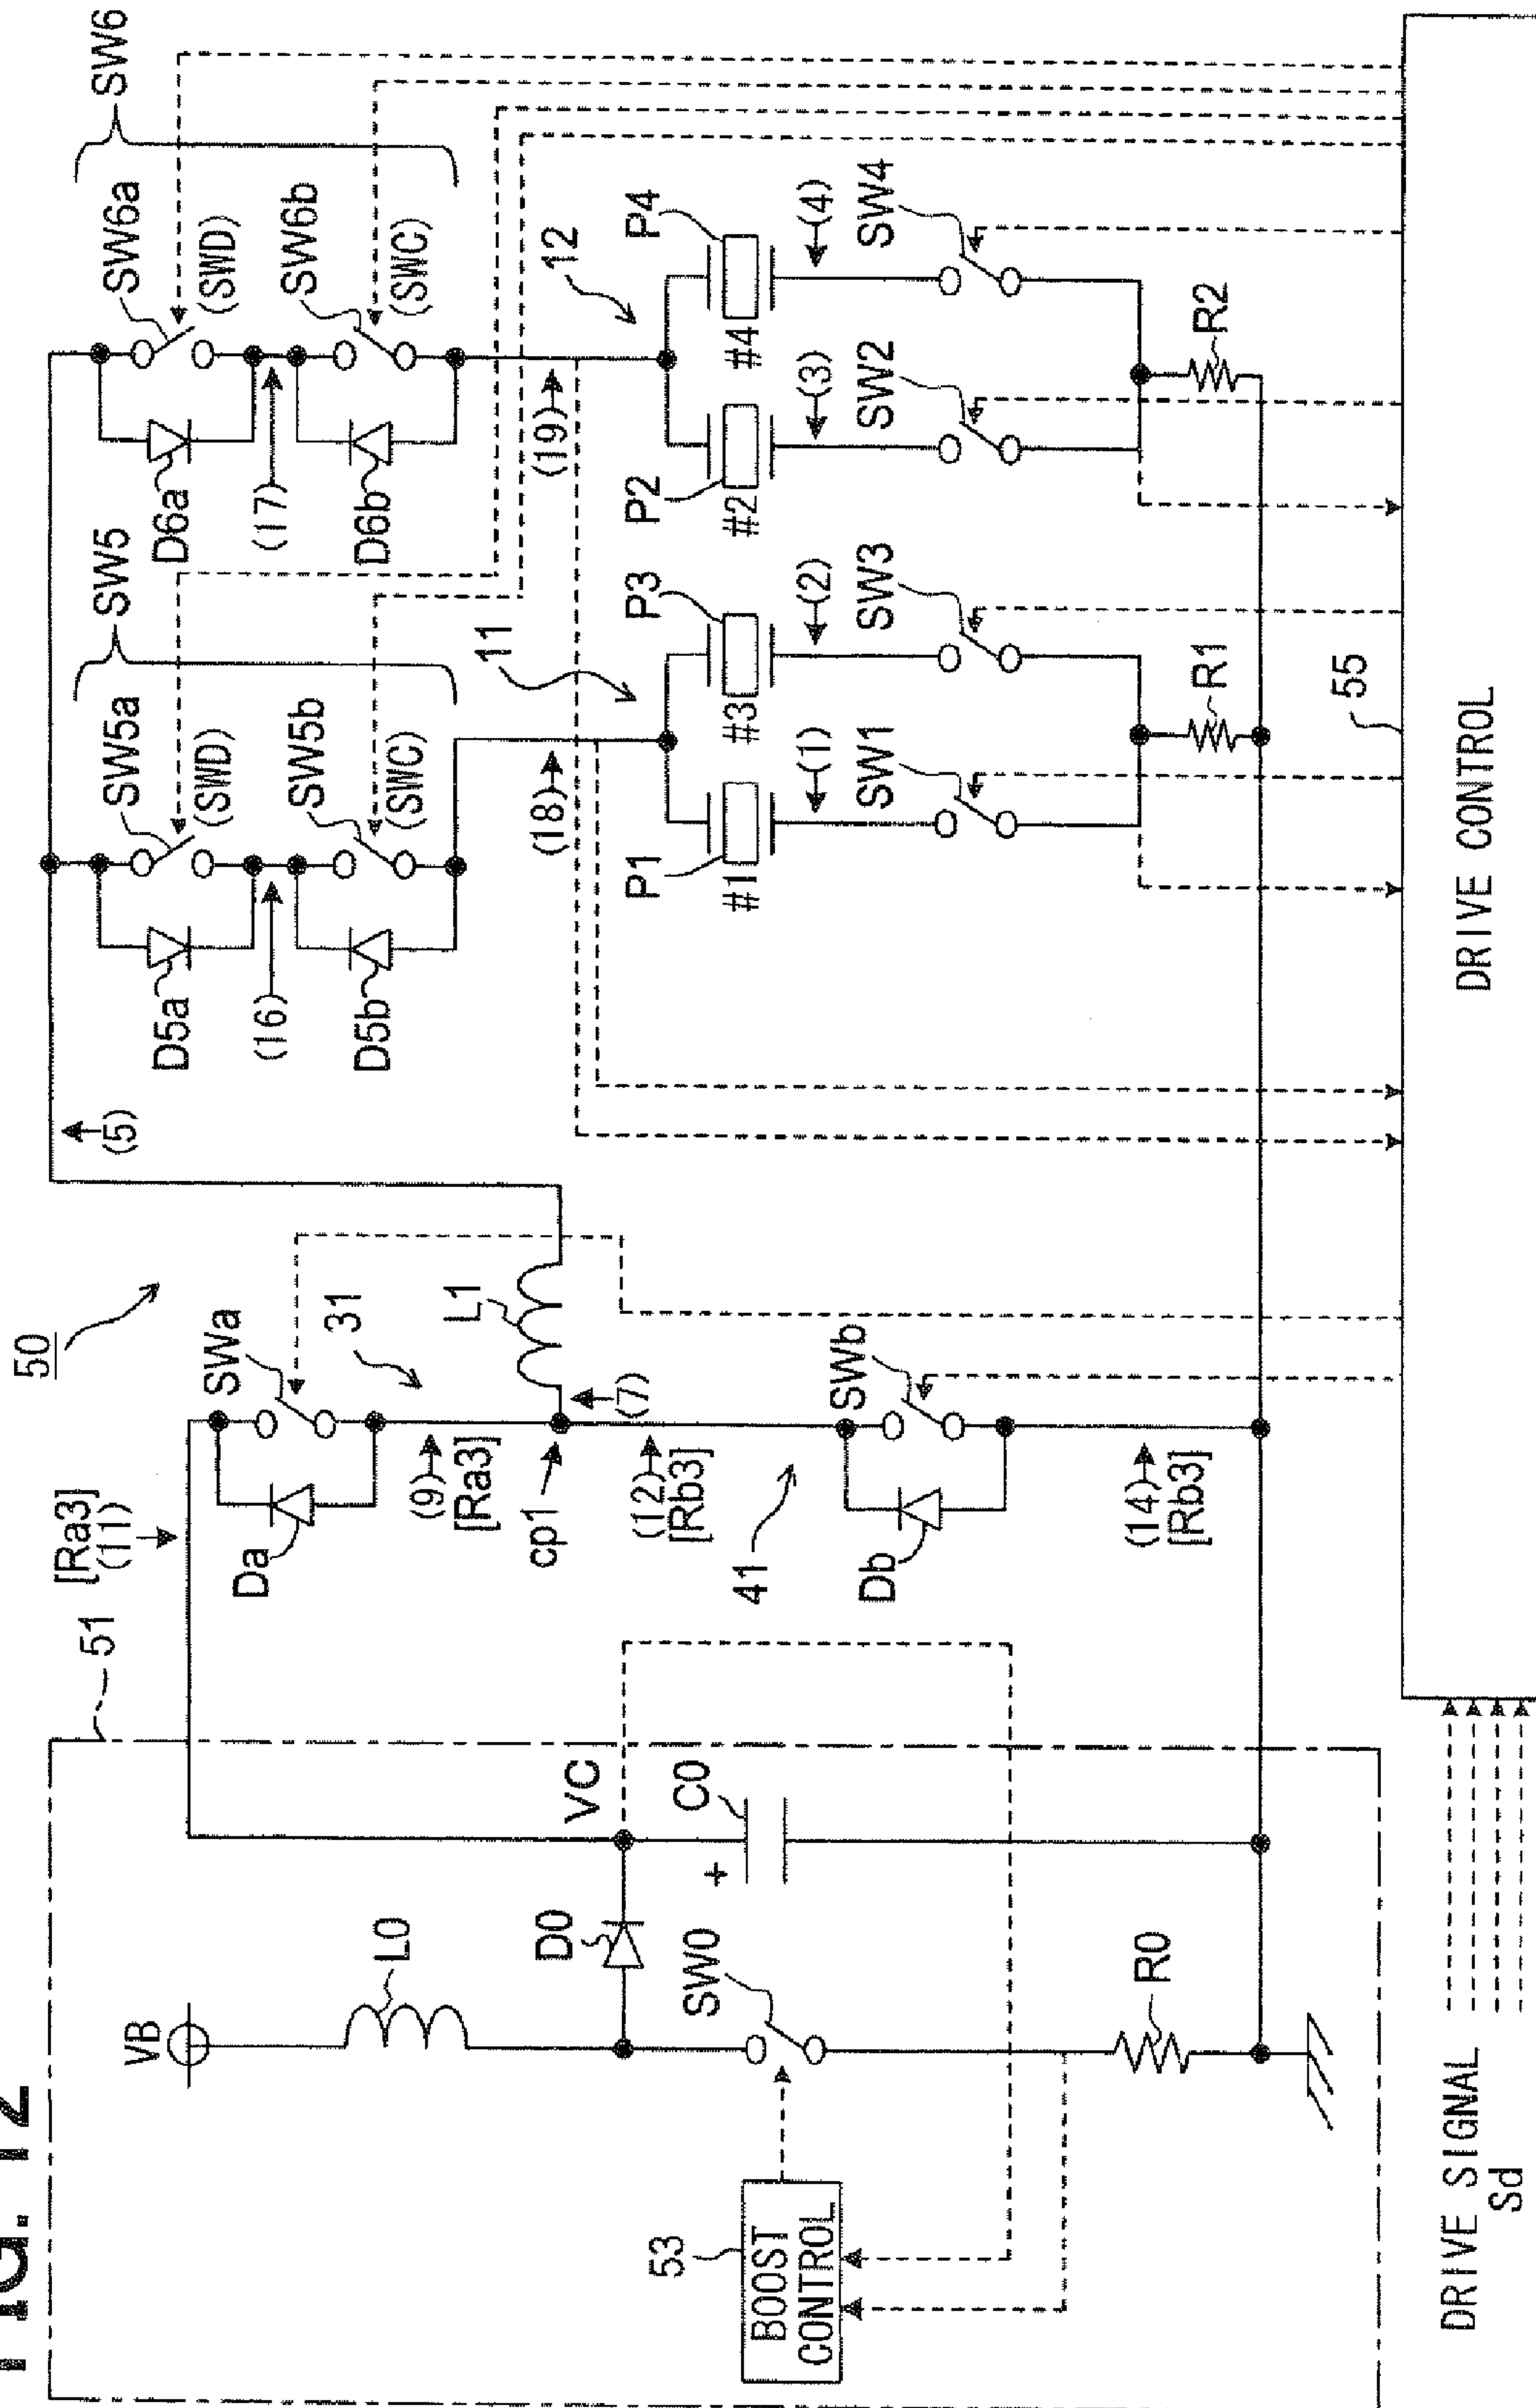 FIG. 12
50
51
[Ra3]
(11)
VB
L0
D0
VC
C0
+
SW0
R0
53
BOOST
CONTROL
DRIVE SIGNAL
Sd
SWa
Da
31
(9)
[Ra3]
cp1
L1
(7)
(12)
[Rb3]
41
SWb
Db
(14)
[Rb3]
(5)
SW5
SW5a
(SWD)
D5a
(16)
SW5b
(SWC)
D5b
SW6
SW6a
(SWD)
D6a
(17)
SW6b
(SWC)
D6b
(18)
11
(19)
12
P1
#1
P3
#3
P2
#2
P4
#4
(1)
(2)
(3)
(4)
SW1
SW3
SW2
SW4
R1
R2
55
DRIVE CONTROL